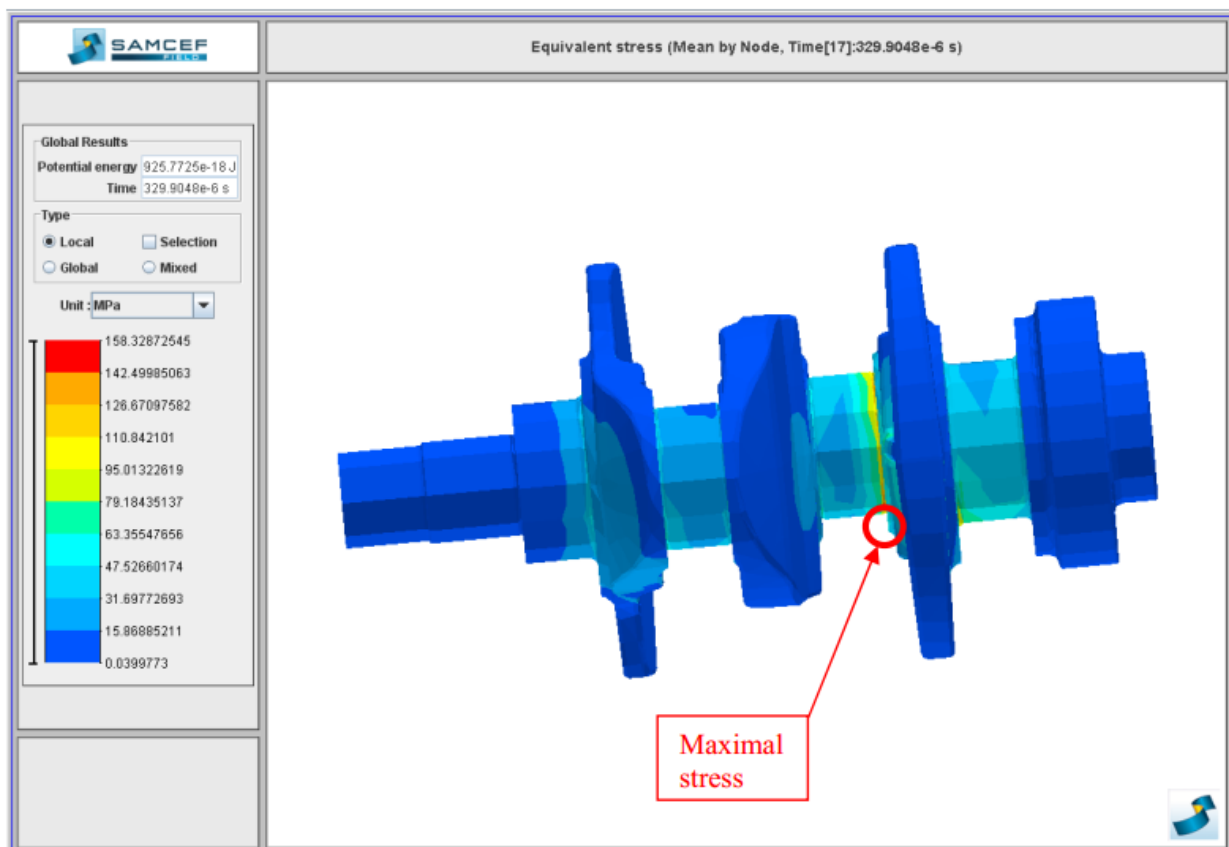 SAMCEF
FIELD
Equivalent stress (Mean by Node, Time[17]:329.9048e-6 s)
Global Results
Potential energy 925.7725e-18 J
Time 329.9048e-6 s
Type
Local Selection
Global Mixed
Unit : MPa
158.32872545
142.49985063
126.67097582
110.842101
95.01322619
79.18435137
63.35547656
47.52660174
31.69772693
15.86885211
0.0399773
Maximal
stress